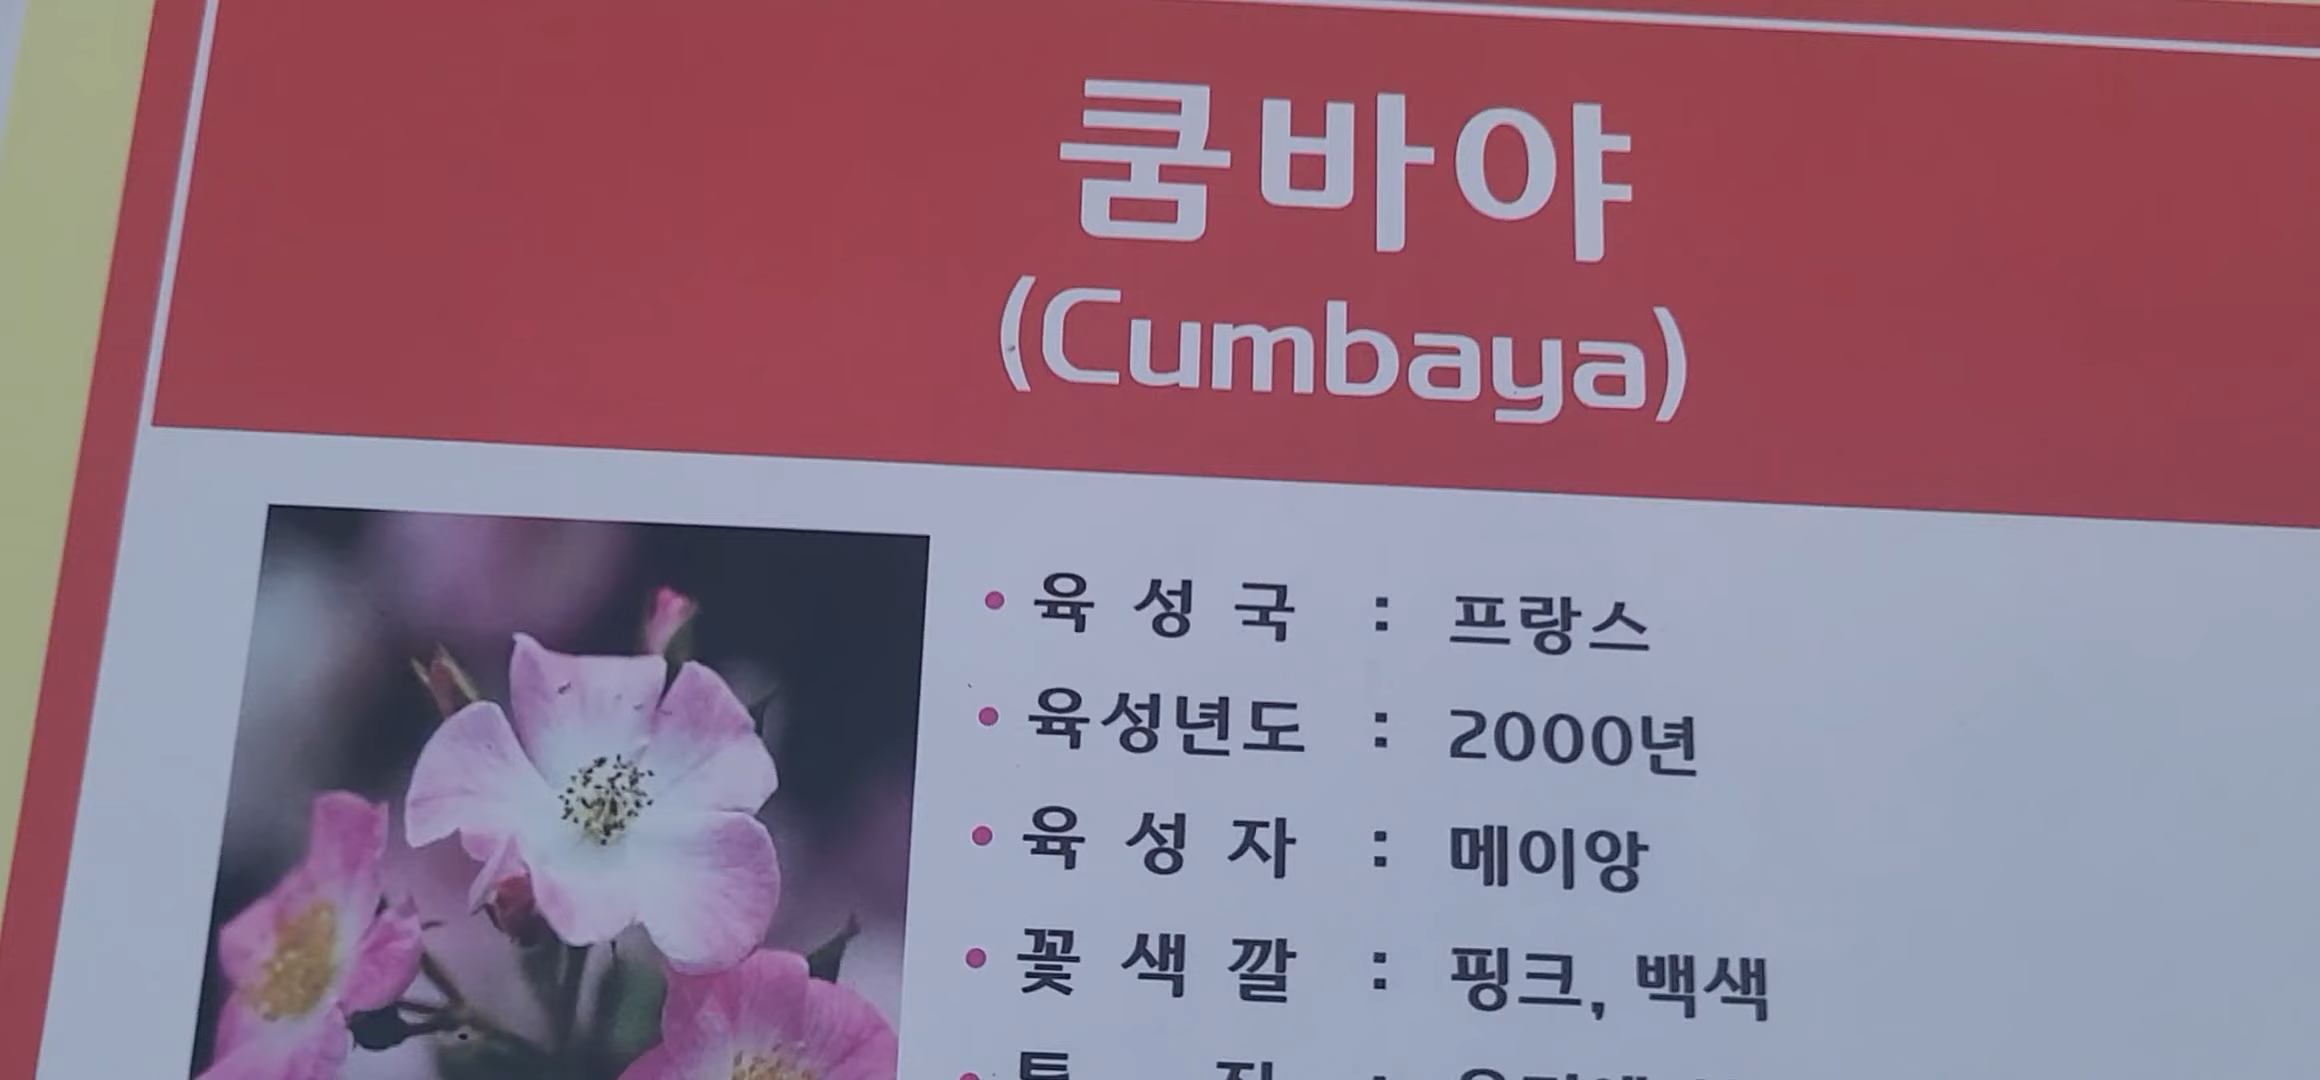 쿰바야
(Cumbaya)
• 육 성 국 : 프랑스
• 육성년도 : 2000년
• 육 성 자 : 메이앙
• 꽃 색 깔 : 핑크, 백색